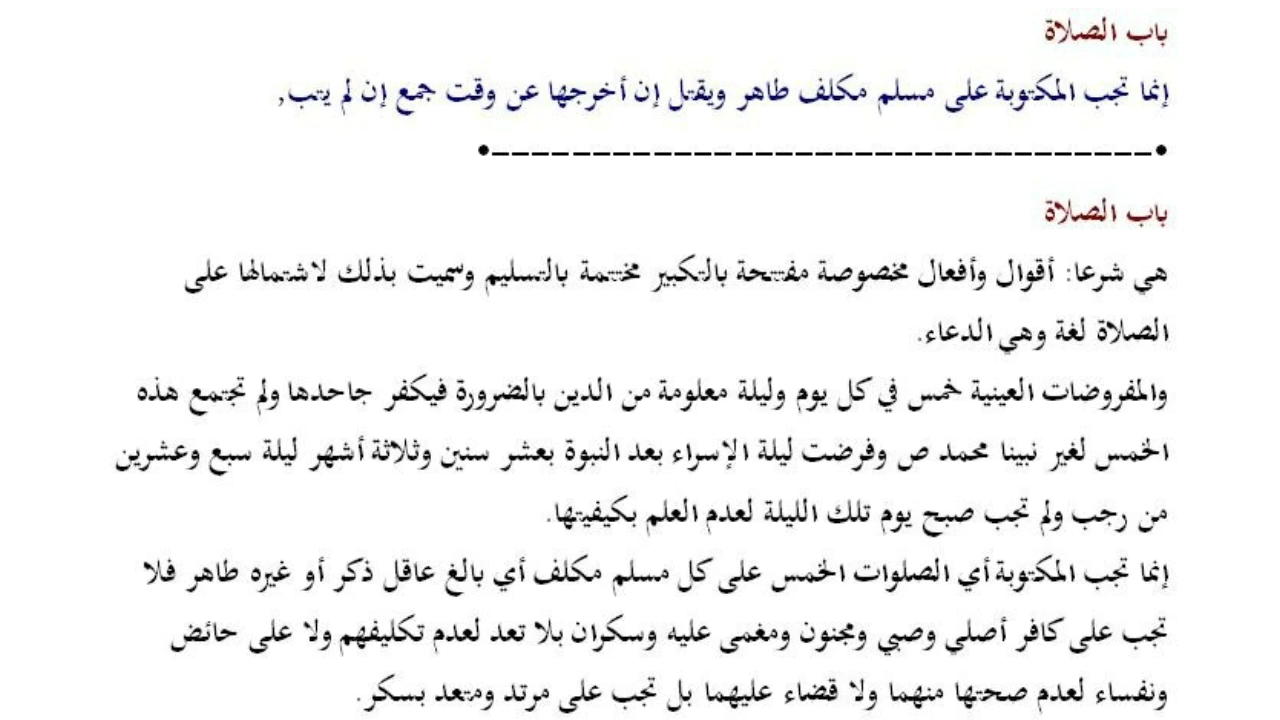 باب الصلاة
إنما تجب المكتوبة على مسلم مكلف طاهر ويقتل إن أخرجها عن وقت جمع إن لم يتب,
•---------------------------------•
باب الصلاة
هي شرعا: أقوال وأفعال مخصوصة مفتتحة بالتكبير مختتمة بالتسليم وسميت بذلك لاشتمالها على
الصلاة لغة وهي الدعاء.
والمفروضات العينية خمس في كل يوم وليلة معلومة من الدين بالضرورة فيكفر جاحدها ولم تجتمع هذه
الخمس لغير نبينا محمد ص وفرضت ليلة الإسراء بعد النبوة بعشر سنين وثلاثة أشهر ليلة سبع وعشرين
من رجب ولم تجب صبح يوم تلك الليلة لعدم العلم بكيفيتها.
إنما تجب المكتوبة أي الصلوات الخمس على كل مسلم مكلف أي بالغ عاقل ذكر أو غيره طاهر فلا
تجب على كافر أصلي وصبي ومجنون ومغمى عليه وسكران بلا تعد لعدم تكليفهم ولا على حائض
ونفساء لعدم صحتها منهما ولا قضاء عليهما بل تجب على مرتد ومتعد بسكر.